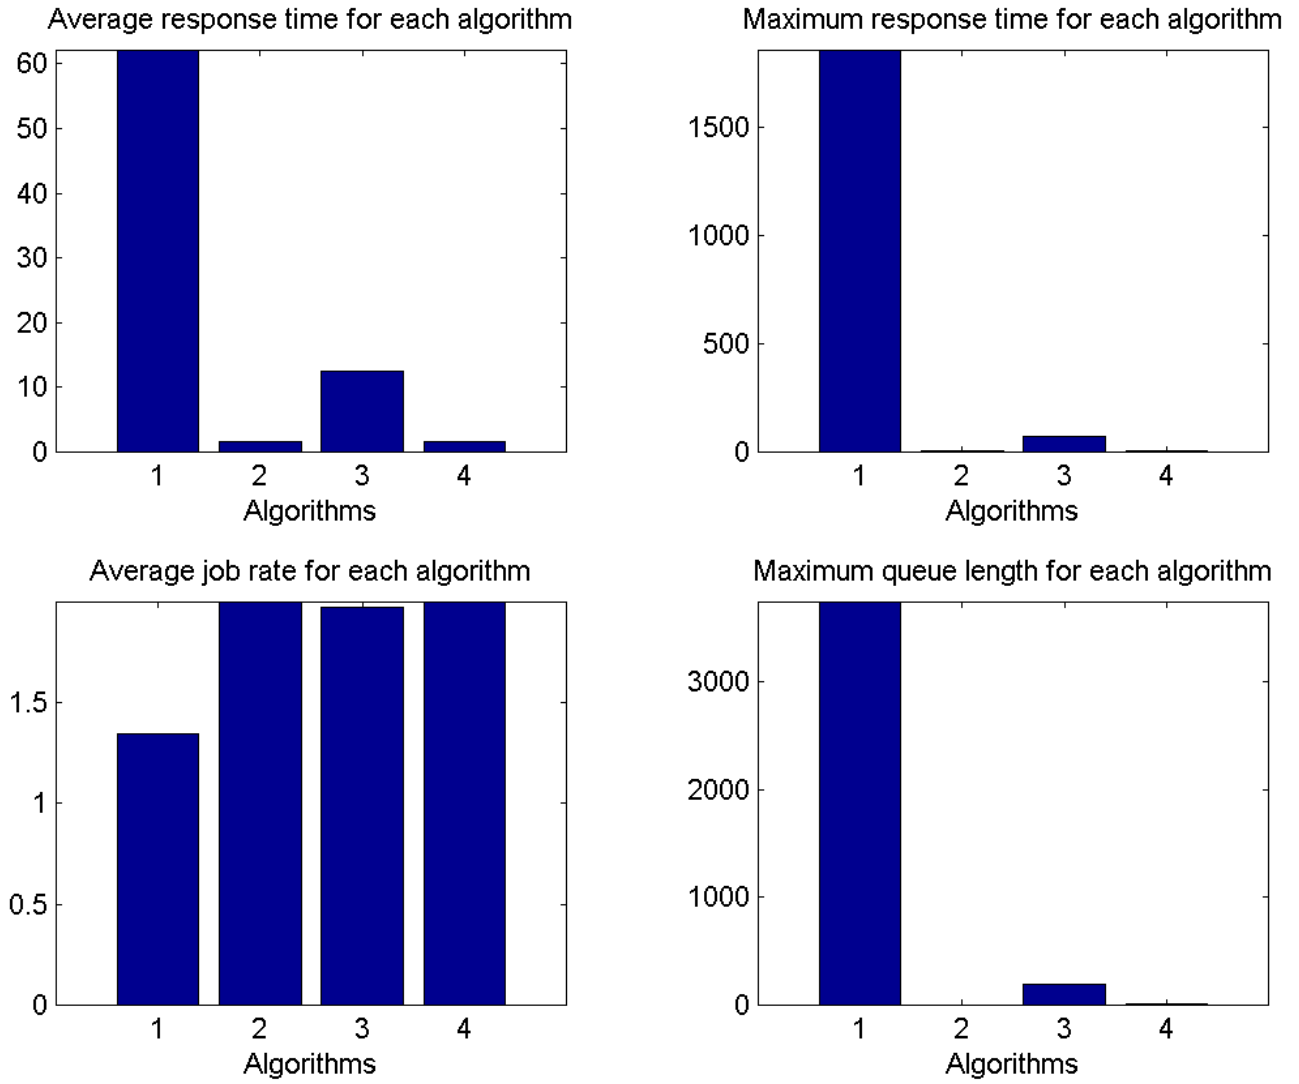 Average response time for each algorithm
60
50
40
30
20
10
0
1 2 3 4
Algorithms
Maximum response time for each algorithm
1500
1000
500
0
1 2 3 4
Algorithms
Average job rate for each algorithm
1.5
1
0.5
0
1 2 3 4
Algorithms
Maximum queue length for each algorithm
3000
2000
1000
0
1 2 3 4
Algorithms